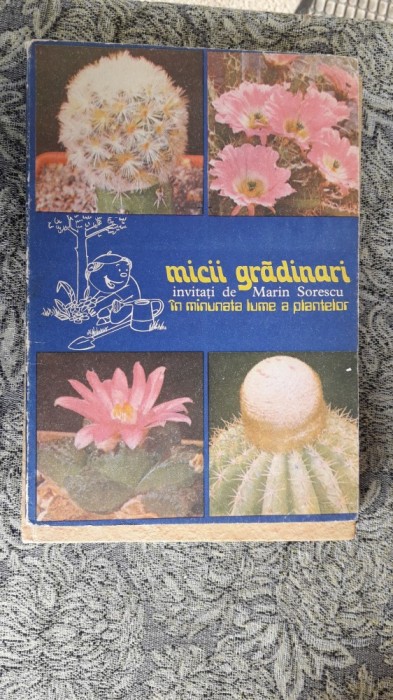 micii grădinari
invitați de Marin Sorescu
în minunata lume a plantelor